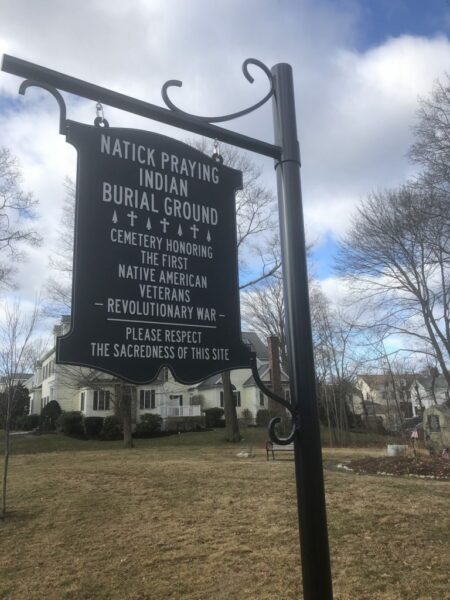 NATICK PRAYING
INDIAN
BURIAL GROUND
CEMETERY HONORING
THE FIRST
NATIVE AMERICAN
VETERANS
- REVOLUTIONARY WAR -
PLEASE RESPECT
THE SACREDNESS OF THIS SITE